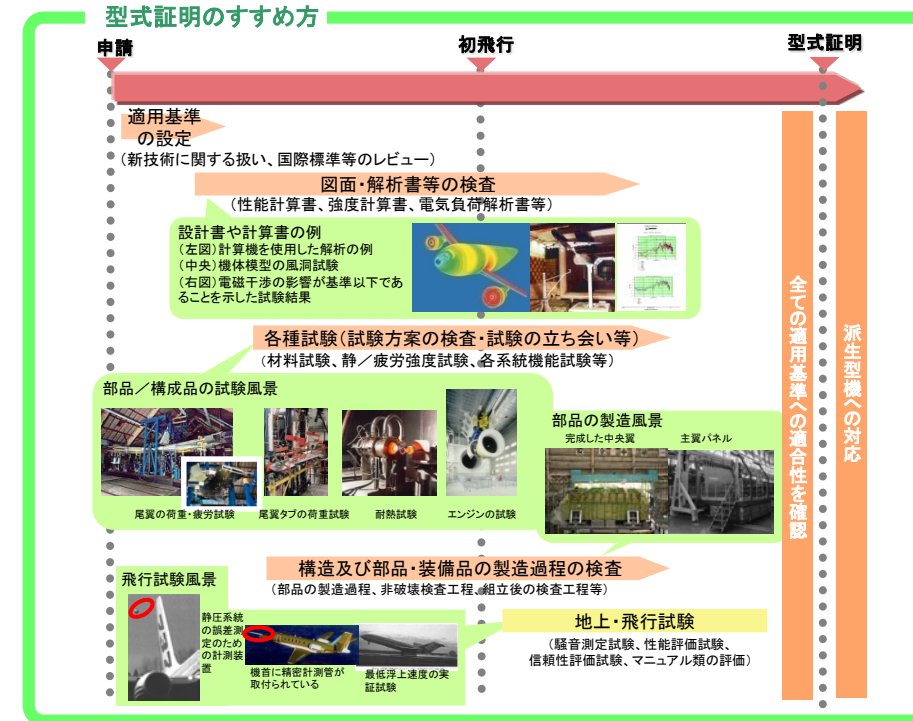 型式証明のすすめ方
申請
初飛行
型式証明
適用基準
の設定
（新技術に関する扱い、国際標準等のレビュー）
図面・解析書等の検査
（性能計算書、強度計算書、電気負荷解析書等）
設計書や計算書の例
（左図）計算機を使用した解析の例
（中央）機体模型の風洞試験
（右図）電磁干渉の影響が基準以下であ
ることを示した試験結果
各種試験（試験方案の検査・試験の立ち会い等）
（材料試験、静／疲労強度試験、各系統機能試験等）
部品／構成品の試験風景
尾翼の荷重・疲労試験
尾翼タブの荷重試験
耐熱試験
エンジンの試験
部品の製造風景
完成した中央翼
主翼パネル
構造及び部品・装備品の製造過程の検査
（部品の製造過程、非破壊検査工程、組立後の検査工程等）
飛行試験風景
静圧系統
の誤差測
定のため
の計測装
置
機首に精密計測管が
取付られている
最低浮上速度の実
証試験
地上・飛行試験
（騒音測定試験、性能評価試験、
信頼性評価試験、マニュアル類の評価）
全ての適用基準への適合性を確認
派生型機への対応